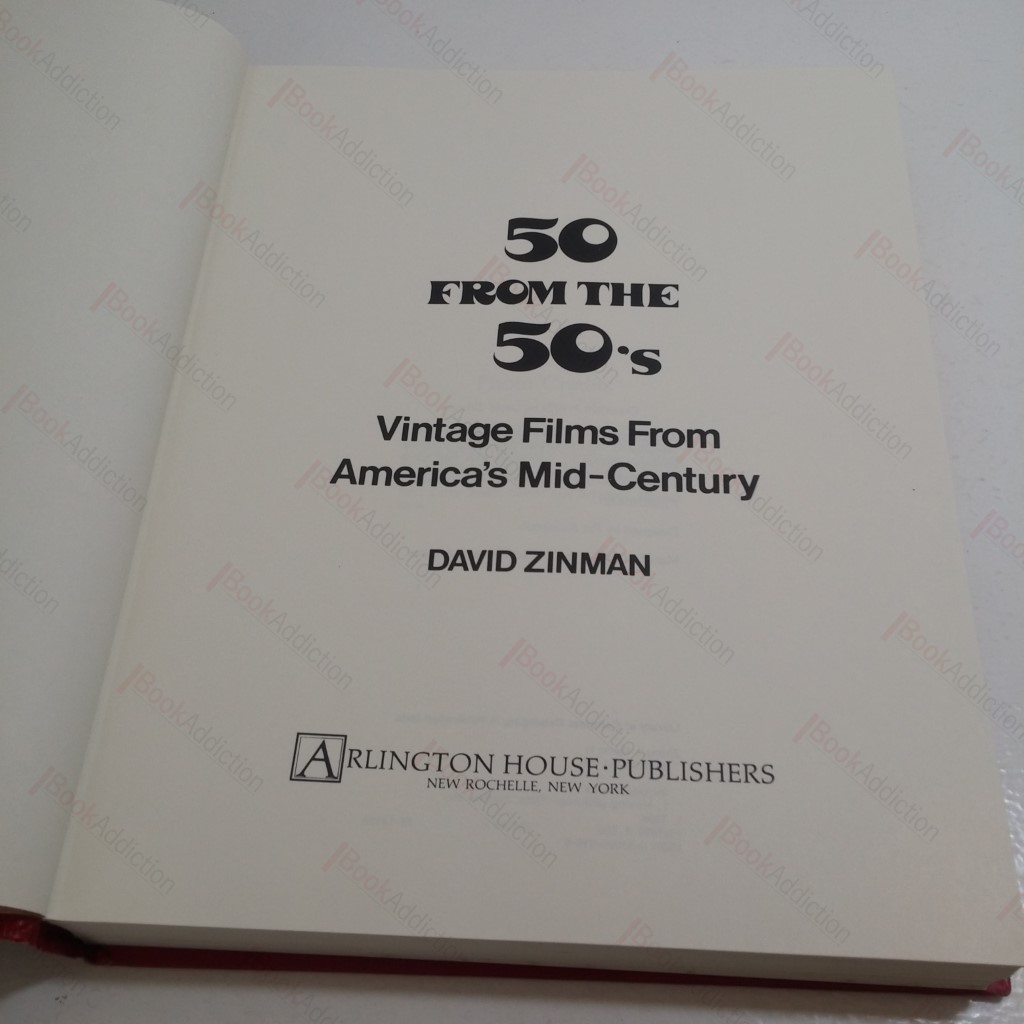 50
FROM THE
50's
Vintage Films From
America's Mid-Century
DAVID ZINMAN
ARLINGTON HOUSE·PUBLISHERS
NEW ROCHELLE, NEW YORK
BookAddiction